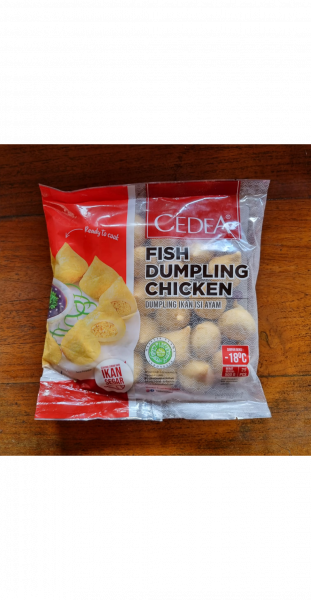 CEDEA
Ready To cook
FISH
DUMPLING
CHICKEN
DUMPLING IKAN ISI AYAM
IKAN
SEGAR
-18°C